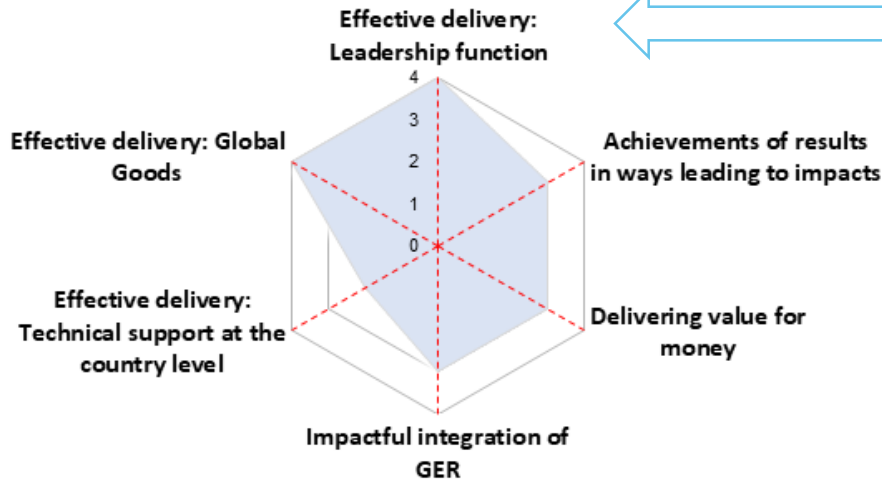 Effective delivery:
Leadership function
4
3
2
1
0
Achievements of results
in ways leading to impacts
Delivering value for
money
Impactful integration of
GER
Effective delivery:
Technical support at the
country level
Effective delivery: Global
Goods